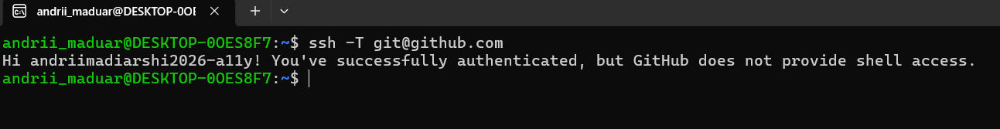 andrii_maduar@DESKTOP-0OE
andrii_maduar@DESKTOP-0OES8F7:~$ ssh -T git@github.com
Hi andriimadiarshi2026-a11y! You've successfully authenticated, but GitHub does not provide shell access.
andrii_maduar@DESKTOP-0OES8F7:~$